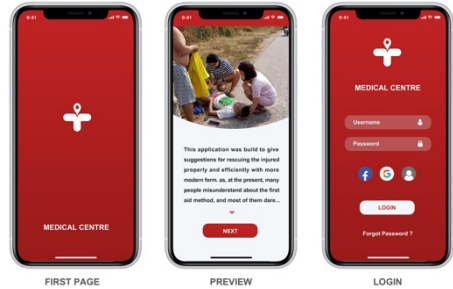 9:41
MEDICAL CENTRE
FIRST PAGE
9:41
This application was build to give
suggestions for rescuing the injured
properly and efficiently with more
modern form. as, at the present, many
people misunderstand about the first
aid method, and most of them dare...
NEXT
PREVIEW
9:41
MEDICAL CENTRE
Username
Password
LOGIN
Forgot Password ?
LOGIN